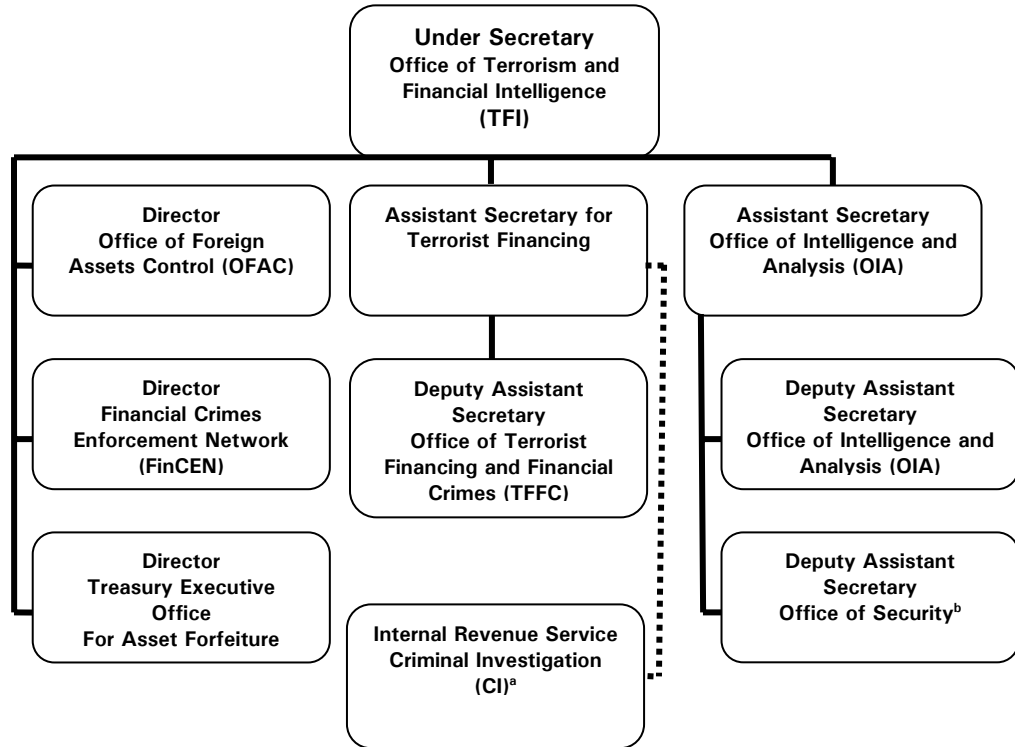 Under Secretary
Office of Terrorism and
Financial Intelligence
(TFI)
Director
Office of Foreign
Assets Control (OFAC)
Assistant Secretary for
Terrorist Financing
Assistant Secretary
Office of Intelligence and
Analysis (OIA)
Director
Financial Crimes
Enforcement Network
(FinCEN)
Deputy Assistant
Secretary
Office of Terrorist
Financing and Financial
Crimes (TFFC)
Deputy Assistant
Secretary
Office of Intelligence and
Analysis (OIA)
Director
Treasury Executive
Office
For Asset Forfeiture
Internal Revenue Service
Criminal Investigation
(CI)ᵃ
Deputy Assistant
Secretary
Office of Securityᵇ